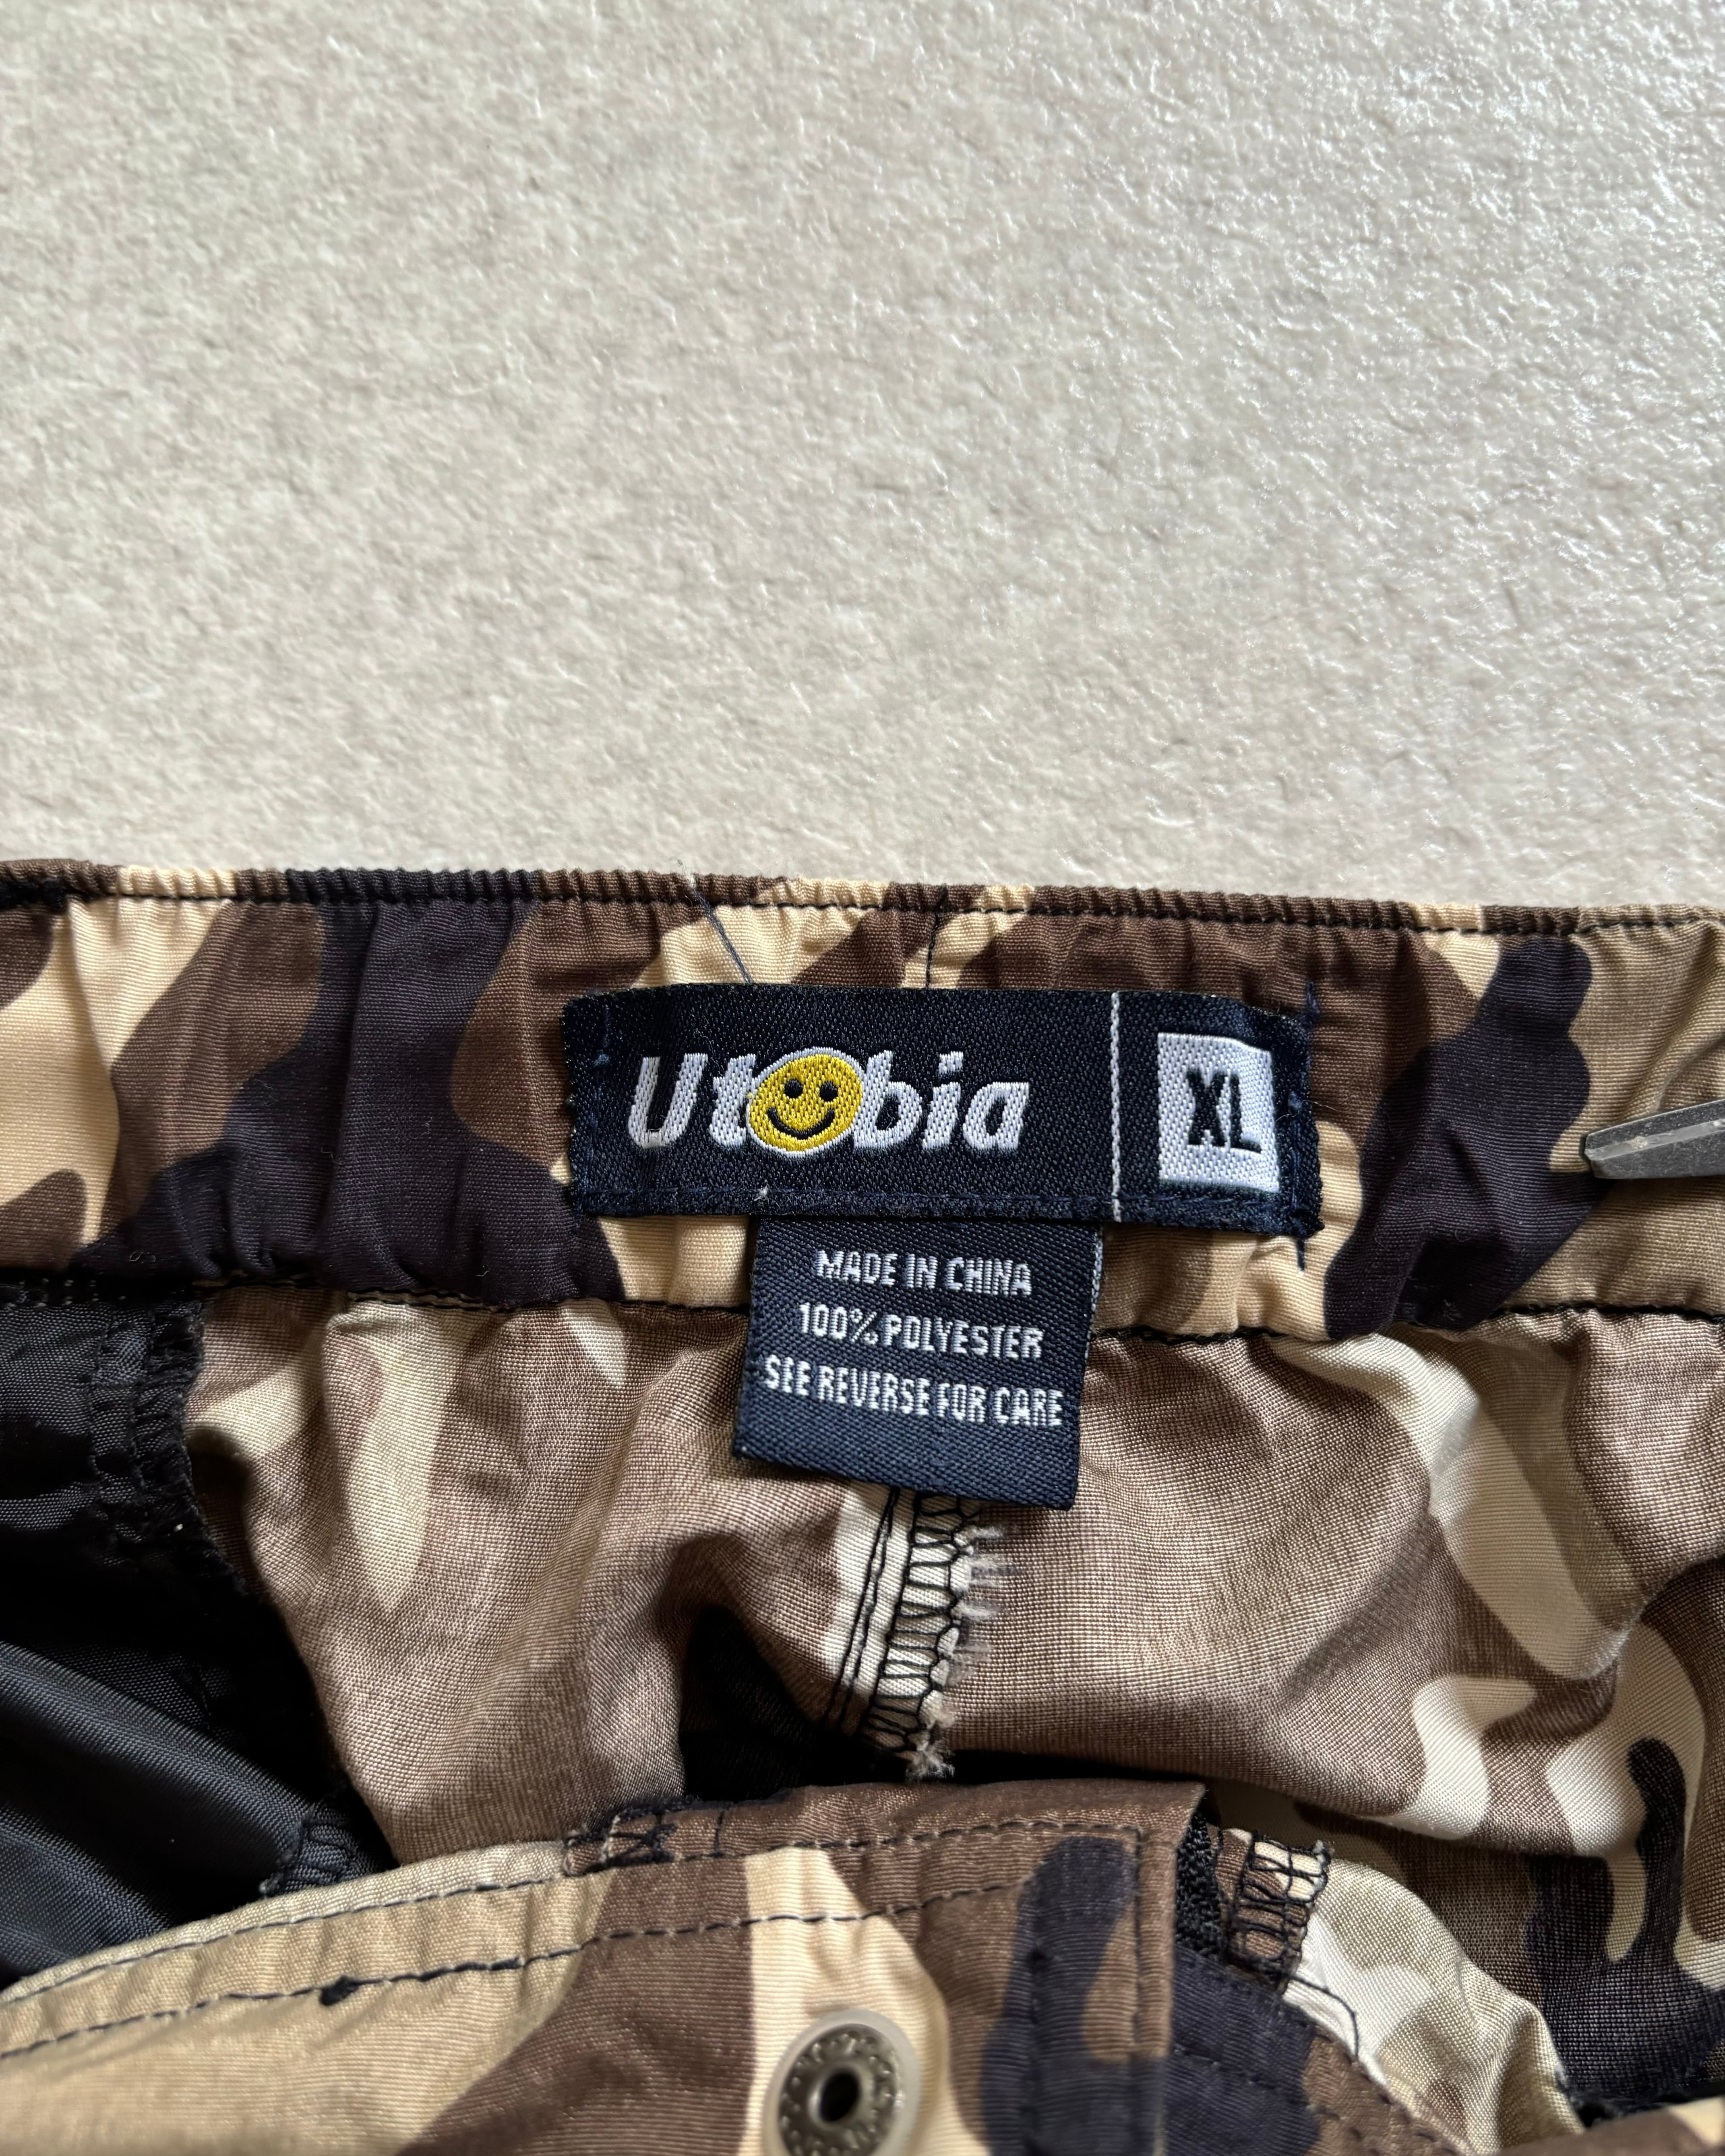 Utobia
XL
MADE IN CHINA
100% POLYESTER
SEE REVERSE FOR CARE